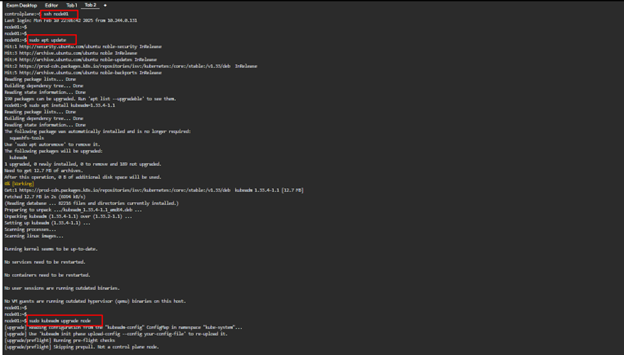 Exam Desktop Editor Tab 1 Tab 2 +
controlplane:~$ ssh node01
Last login: Mon Feb 10 22:06:42 2025 from 10.244.0.131
node01:~$
node01:~$
node01:~$ sudo apt update
Hit:1 http://security.ubuntu.com/ubuntu noble-security InRelease
Hit:3 http://archive.ubuntu.com/ubuntu noble InRelease
Hit:4 http://archive.ubuntu.com/ubuntu noble-updates InRelease
Hit:2 https://prod-cdn.packages.k8s.io/repositories/isv:/kubernetes:/core:/stable:/v1.33/deb InRelease
Hit:5 http://archive.ubuntu.com/ubuntu noble-backports InRelease
Reading package lists... Done
Building dependency tree... Done
Reading state information... Done
190 packages can be upgraded. Run 'apt list --upgradable' to see them.
node01:~$ sudo apt install kubeadm=1.33.4-1.1
Reading package lists... Done
Building dependency tree... Done
Reading state information... Done
The following package was automatically installed and is no longer required:
squashfs-tools
Use 'sudo apt autoremove' to remove it.
The following packages will be upgraded:
kubeadm
1 upgraded, 0 newly installed, 0 to remove and 189 not upgraded.
Need to get 12.7 MB of archives.
After this operation, 0 B of additional disk space will be used.
0% [Working]
Get:1 https://prod-cdn.packages.k8s.io/repositories/isv:/kubernetes:/core:/stable:/v1.33/deb kubeadm 1.33.4-1.1 [12.7 MB]
Fetched 12.7 MB in 2s (8004 kB/s)
(Reading database ... 82216 files and directories currently installed.)
Preparing to unpack .../kubeadm_1.33.4-1.1_amd64.deb ...
Unpacking kubeadm (1.33.4-1.1) over (1.33.2-1.1) ...
Setting up kubeadm (1.33.4-1.1) ...
Scanning processes...
Scanning linux images...
Running kernel seems to be up-to-date.
No services need to be restarted.
No containers need to be restarted.
No user sessions are running outdated binaries.
No VM guests are running outdated hypervisor (qemu) binaries on this host.
node01:~$
node01:~$
node01:~$ sudo kubeadm upgrade node
[upgrade] Reading configuration from the "kubeadm-config" ConfigMap in namespace "kube-system"...
[upgrade] Use 'kubeadm init phase upload-config --config your-config-file' to re-upload it.
[upgrade/preflight] Running pre-flight checks
[upgrade/preflight] Skipping prepull. Not a control plane node.